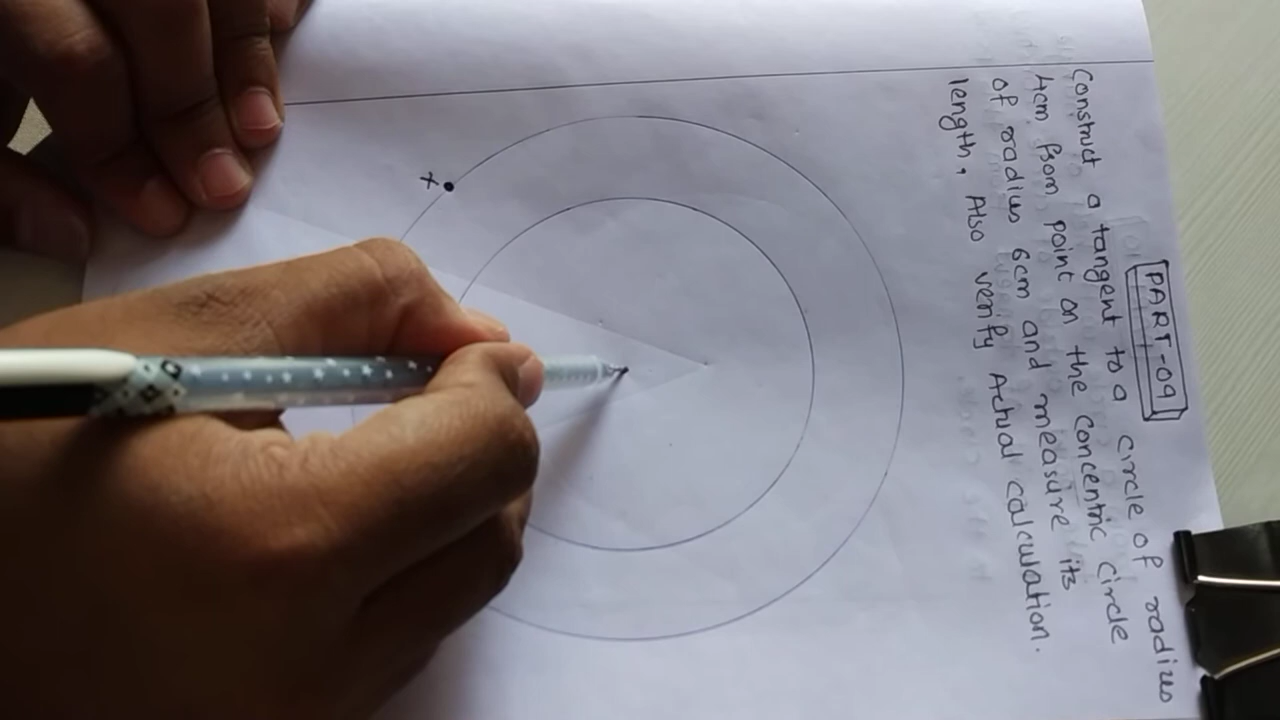 PART-09
Construct a tangent to a circle of radius
4cm from point on the concentric circle
of radius 6cm and measure its
length. Also verify Actual calculation.
x